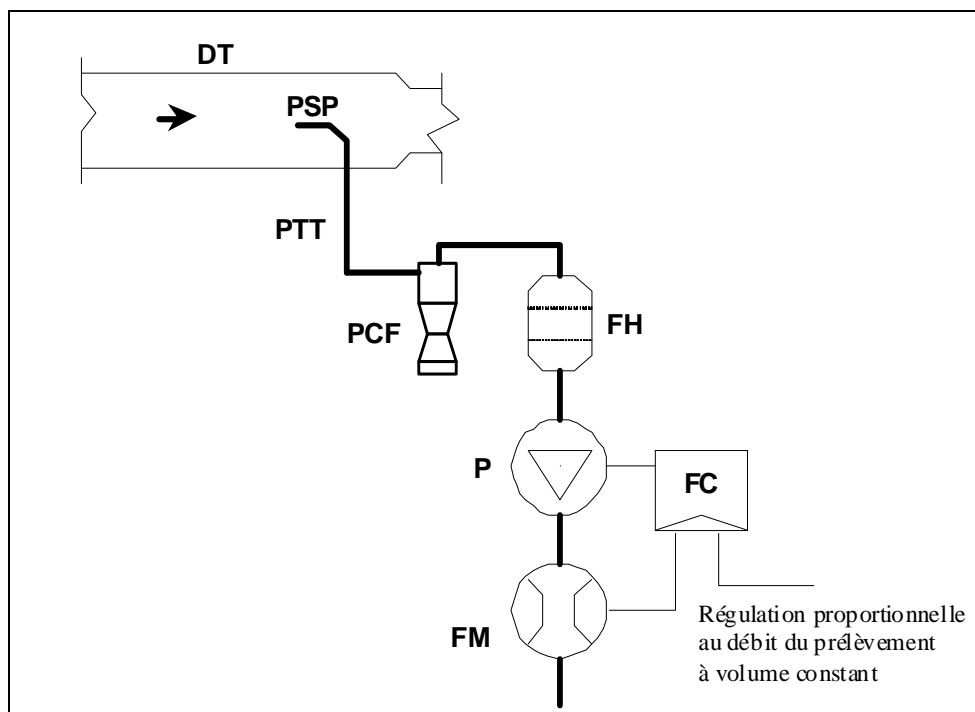 DT
PSP
PTT
PCF
FH
P
FC
FM
Régulation proportionnelle
au débit du prélèvement
à volume constant